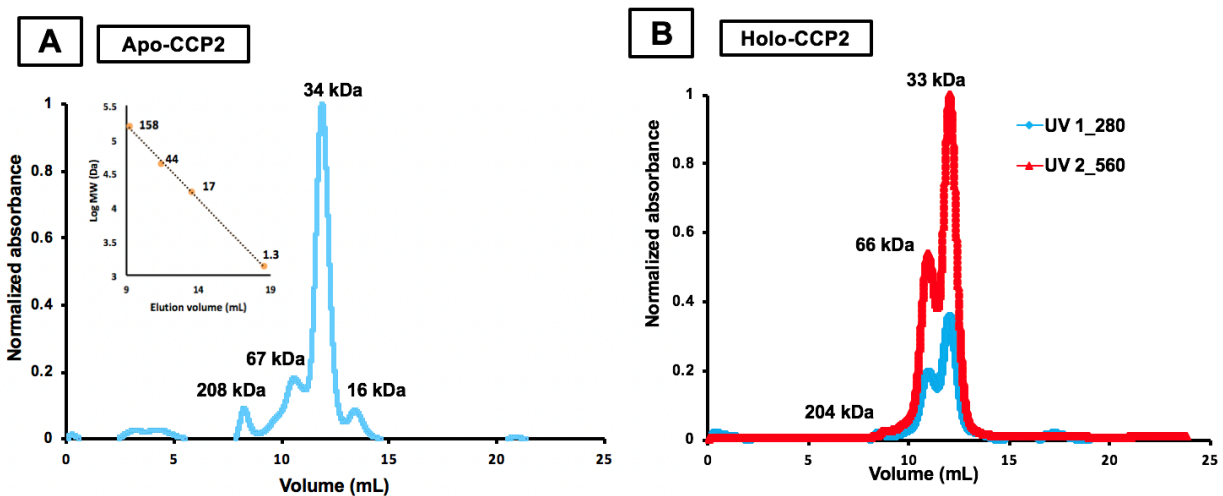 A
Apo-CCP2
34 kDa
Normalized absorbance
1
0.8
0.6
0.4
0.2
0
Log MW (Da)
5.5
5
4.5
4
3.5
3
158
44
17
1.3
9
14
19
Elution volume (mL)
67 kDa
208 kDa
16 kDa
0
5
10
15
20
25
Volume (mL)
B
Holo-CCP2
33 kDa
UV 1_280
UV 2_560
Normalized absorbance
1
0.8
0.6
0.4
0.2
0
66 kDa
204 kDa
0
5
10
15
20
25
Volume (mL)